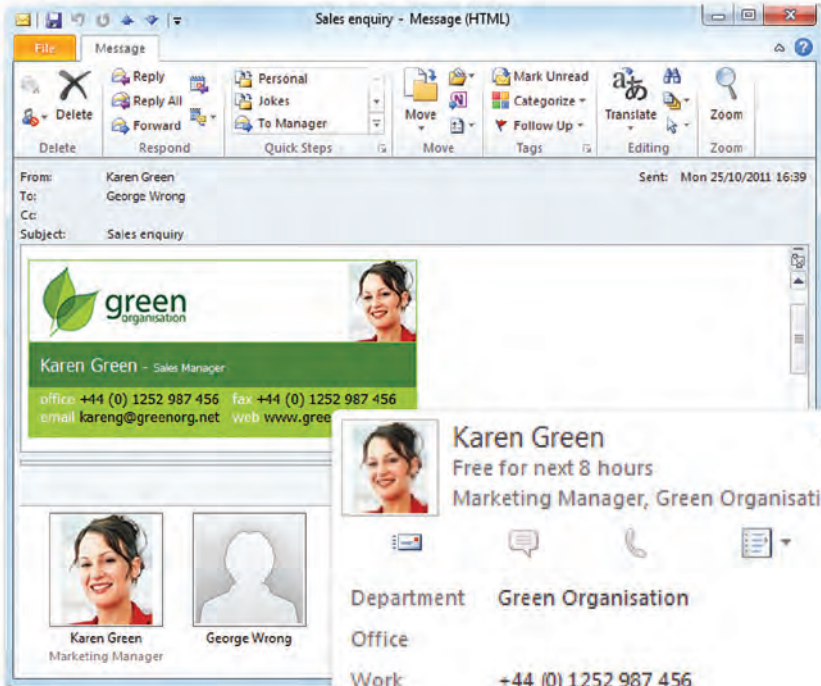 Sales enquiry - Message (HTML)
File Message
Delete
Reply
Reply All
Forward
Personal
Jokes
To Manager
Move
Mark Unread
Categorize
Follow Up
Translate
Zoom
Delete Respond Quick Steps Move Tags Editing Zoom
From: Karen Green Sent: Mon 25/10/2011 16:39
To: George Wrong
Cc:
Subject: Sales enquiry
green
organisation
Karen Green - Sales Manager
office +44 (0) 1252 987 456 fax +44 (0) 1252 987 456
email kareng@greenorg.net web www.gree
Karen Green
Free for next 8 hours
Marketing Manager, Green Organisati
Karen Green
Marketing Manager
George Wrong
Department Green Organisation
Office
Work +44 (0) 1252 987 456